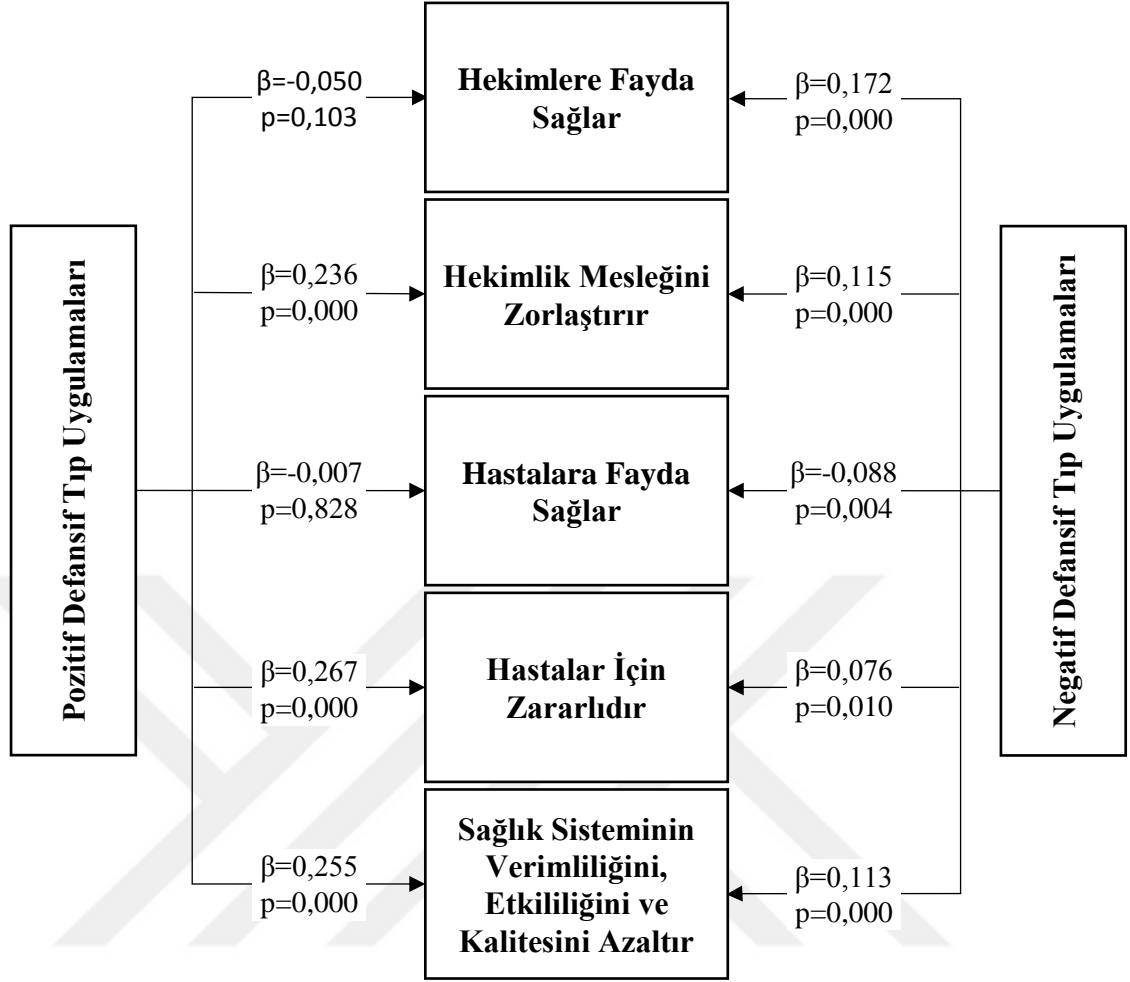 Pozitif Defansif Tıp Uygulamaları
β=-0,050
p=0,103
Hekimlere Fayda
Sağlar
β=0,172
p=0,000
β=0,236
p=0,000
Hekimlik Mesleğini
Zorlaştırır
β=0,115
p=0,000
β=-0,007
p=0,828
Hastalara Fayda
Sağlar
β=-0,088
p=0,004
β=0,267
p=0,000
Hastalar İçin
Zararlıdır
β=0,076
p=0,010
β=0,255
p=0,000
Sağlık Sisteminin
Verimliliğini,
Etkililiğini ve
Kalitesini Azaltır
β=0,113
p=0,000
Negatif Defansif Tıp Uygulamaları